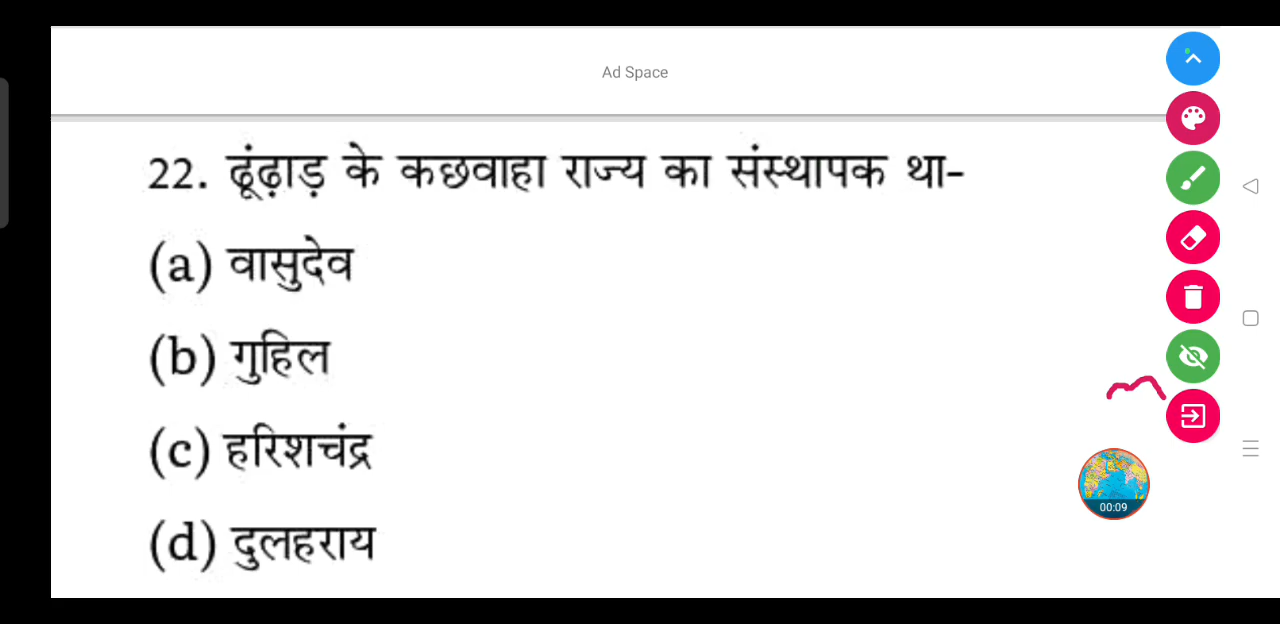 Ad Space
22. ढूंढ़ाड़ के कछवाहा राज्य का संस्थापक था-
(a) वासुदेव
(b) गुहिल
(c) हरिशचंद्र
(d) दुलहराय
00:09